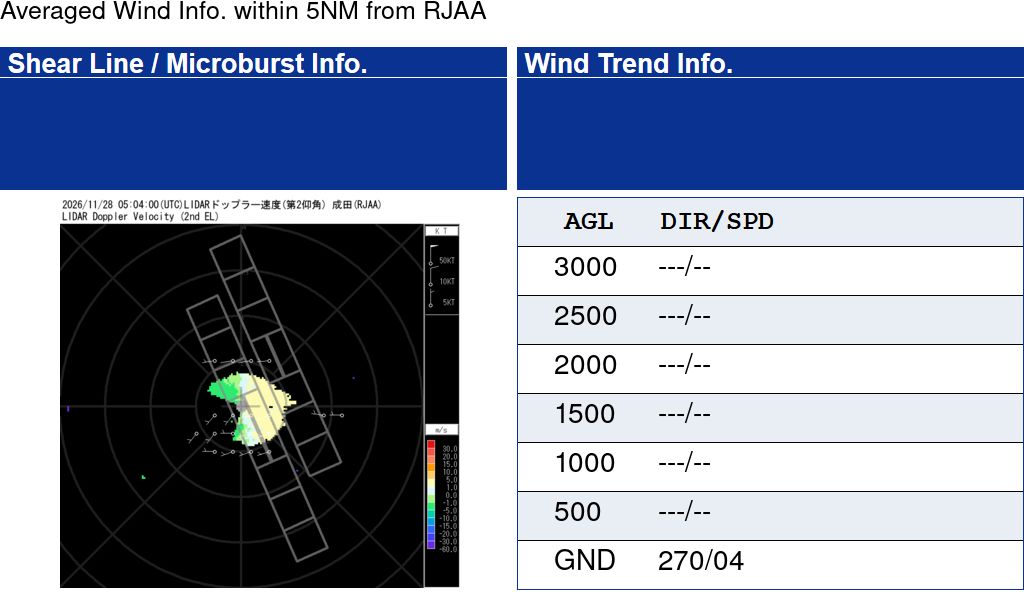 Averaged Wind Info. within 5NM from RJAA
Shear Line / Microburst Info.
Wind Trend Info.
2026/11/28 05:04:00(UTC)LIDARドップラー速度(第2仰角) 成田(RJAA)
LIDAR Doppler Velocity (2nd EL)
KT
50KT
10KT
5KT
m/s
30.0
20.0
15.0
10.0
5.0
1.0
0.0
-1.0
-5.0
-10.0
-15.0
-20.0
-30.0
-60.0
AGL DIR/SPD
3000 ---/--
2500 ---/--
2000 ---/--
1500 ---/--
1000 ---/--
500 ---/--
GND 270/04